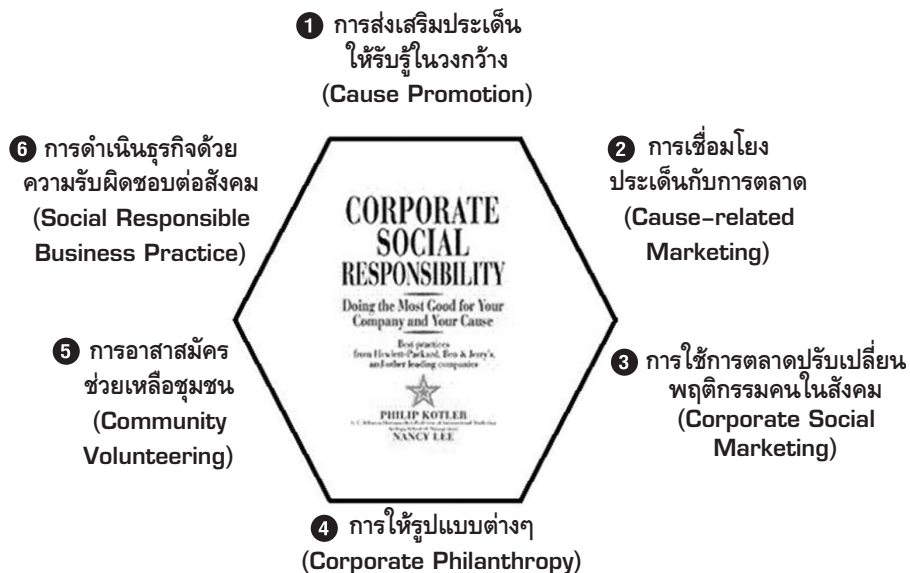 ❶ การส่งเสริมประเด็น
ให้รับรู้ในวงกว้าง
(Cause Promotion)
❷ การเชื่อมโยง
ประเด็นกับการตลาด
(Cause-related
Marketing)
❸ การใช้การตลาดปรับเปลี่ยน
พฤติกรรมคนในสังคม
(Corporate Social
Marketing)
❹ การให้รูปแบบต่างๆ
(Corporate Philanthropy)
❺ การอาสาสมัคร
ช่วยเหลือชุมชน
(Community
Volunteering)
❻ การดำเนินธุรกิจด้วย
ความรับผิดชอบต่อสังคม
(Social Responsible
Business Practice)
CORPORATE
SOCIAL
RESPONSIBILITY
Doing the Most Good for Your
Company and Your Cause
Best practices
from Hewlett-Packard, Ben & Jerry's,
and other leading companies
PHILIP KOTLER
NANCY LEE